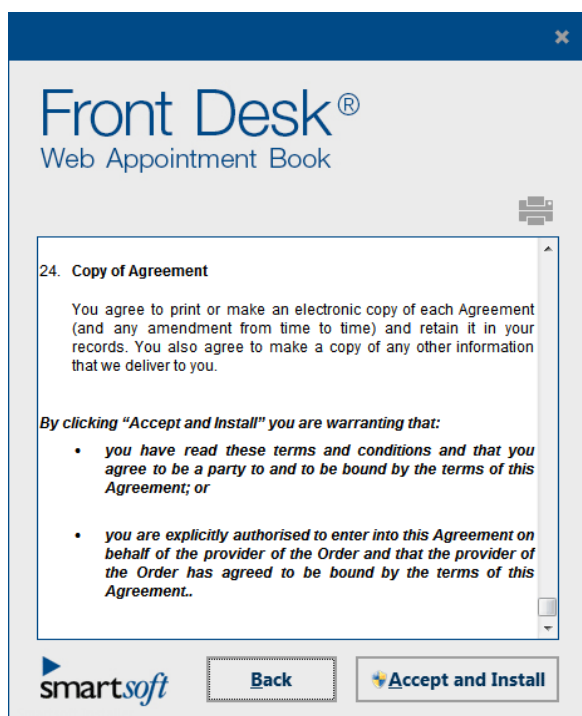 Front Desk®
Web Appointment Book
24. Copy of Agreement
You agree to print or make an electronic copy of each Agreement
(and any amendment from time to time) and retain it in your
records. You also agree to make a copy of any other information
that we deliver to you.
By clicking “Accept and Install” you are warranting that:
• you have read these terms and conditions and that you
agree to be a party to and to be bound by the terms of this
Agreement; or
• you are explicitly authorised to enter into this Agreement on
behalf of the provider of the Order and that the provider of
the Order has agreed to be bound by the terms of this
Agreement..
smartsoft
Back
Accept and Install